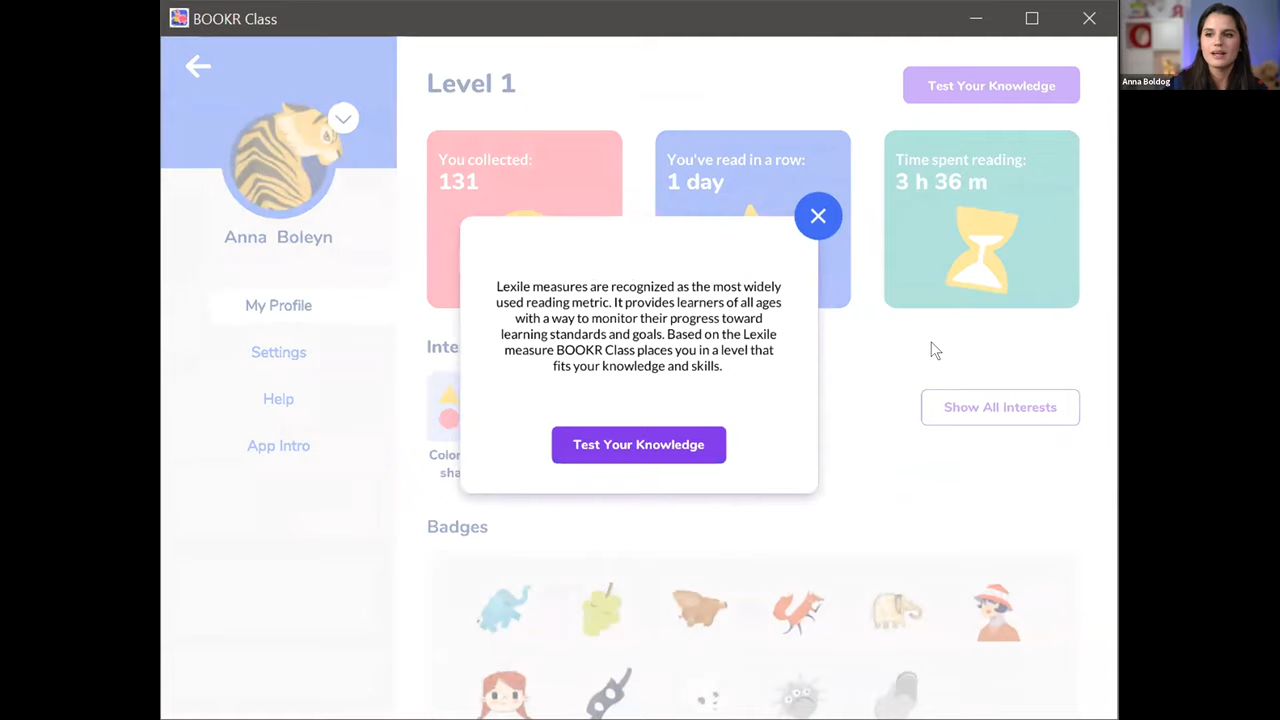 BOOKR Class
Anna Boldog
Level 1
Test Your Knowledge
You collected:
131
You've read in a row:
1 day
Time spent reading:
3 h 36 m
Anna Boleyn
My Profile
Settings
Help
App Intro
Lexile measures are recognized as the most widely
used reading metric. It provides learners of all ages
with a way to monitor their progress toward
learning standards and goals. Based on the Lexile
measure BOOKR Class places you in a level that
fits your knowledge and skills.
Test Your Knowledge
Inte
Show All Interests
Color
sha
Badges